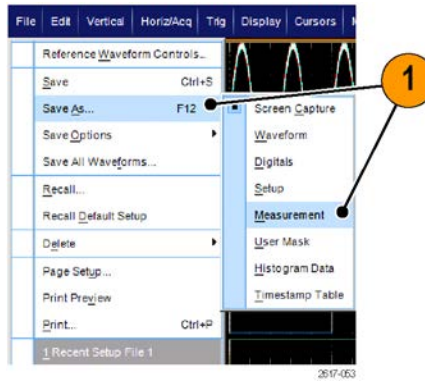 File Edit Vertical Horiz/Acq Trig Display Cursors
Reference Waveform Controls...
Save Ctrl+S
Save As... F12
Save Options
Save All Waveforms...
Recall...
Recall Default Setup
Delete
Page Setup...
Print Preview
Print... Ctrl+P
1 Recent Setup File 1
Screen Capture
Waveform
Digitals
Setup
Measurement
User Mask
Histogram Data
Timestamp Table
1
2617-053